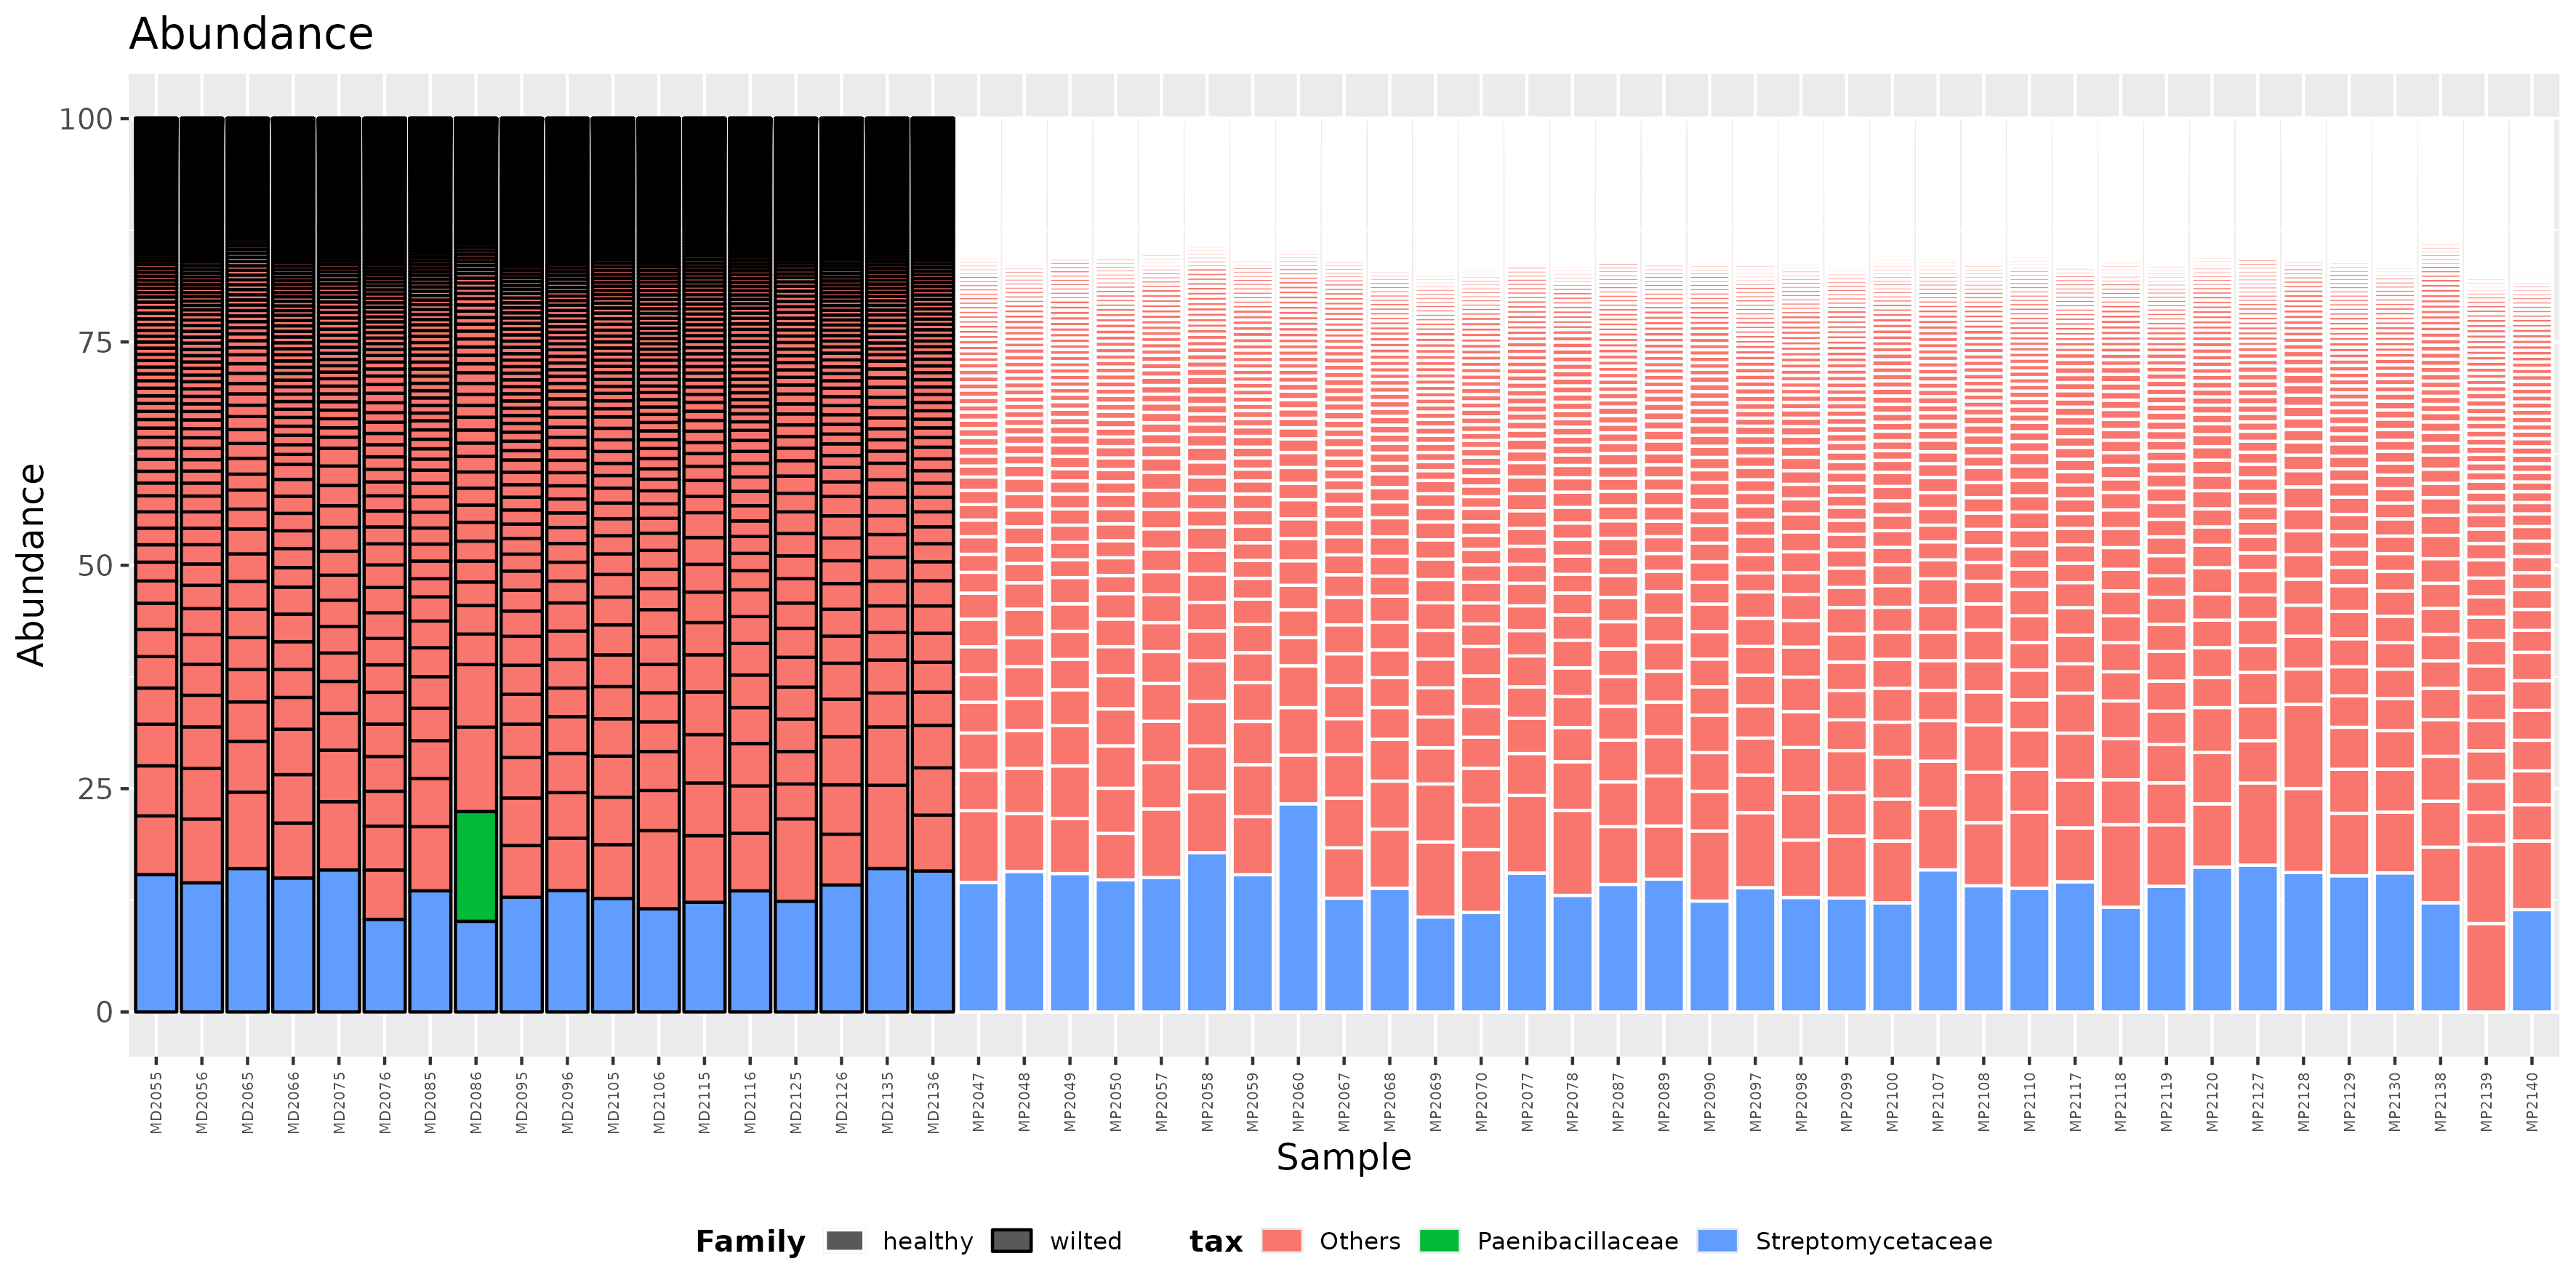 Abundance
Abundance
100
75
50
25
0
MD2055 MD2056 MD2065 MD2066 MD2075 MD2076 MD2085 MD2086 MD2095 MD2096 MD2105 MD2106 MD2115 MD2116 MD2125 MD2126 MD2135 MD2136 MP2047 MP2048 MP2049 MP2050 MP2057 MP2058 MP2059 MP2060 MP2067 MP2068 MP2069 MP2070 MP2077 MP2078 MP2087 MP2089 MP2090 MP2097 MP2098 MP2099 MP2100 MP2107 MP2108 MP2110 MP2117 MP2118 MP2119 MP2120 MP2127 MP2128 MP2129 MP2130 MP2138 MP2139 MP2140
Sample
Family healthy wilted tax Others Paenibacillaceae Streptomycetaceae